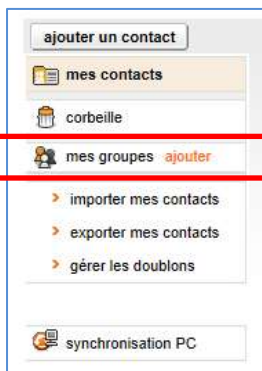 ajouter un contact
mes contacts
corbeille
mes groupes ajouter
importer mes contacts
exporter mes contacts
gérer les doublons
synchronisation PC